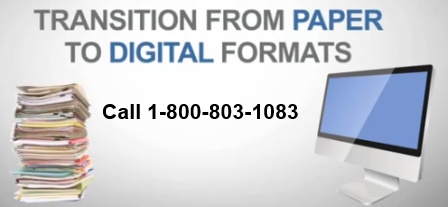 TRANSITION FROM PAPER
TO DIGITAL FORMATS
Call 1-800-803-1083